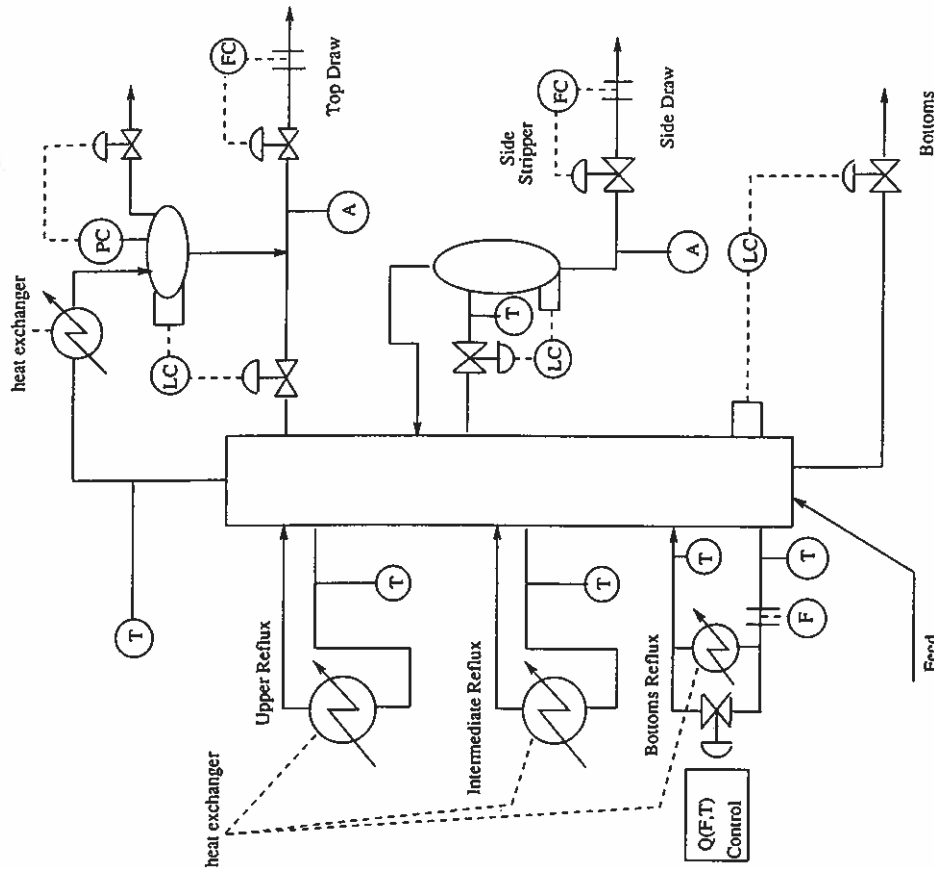 heat exchanger
PC
FC
Top Draw
LC
A
T
FC
Side
Stripper
Side Draw
T
LC
A
LC
Bottoms
Upper Reflux
T
Intermediate Reflux
T
Bottoms Reflux
T
T
F
heat exchanger
Q(F,T)
Control
Feed